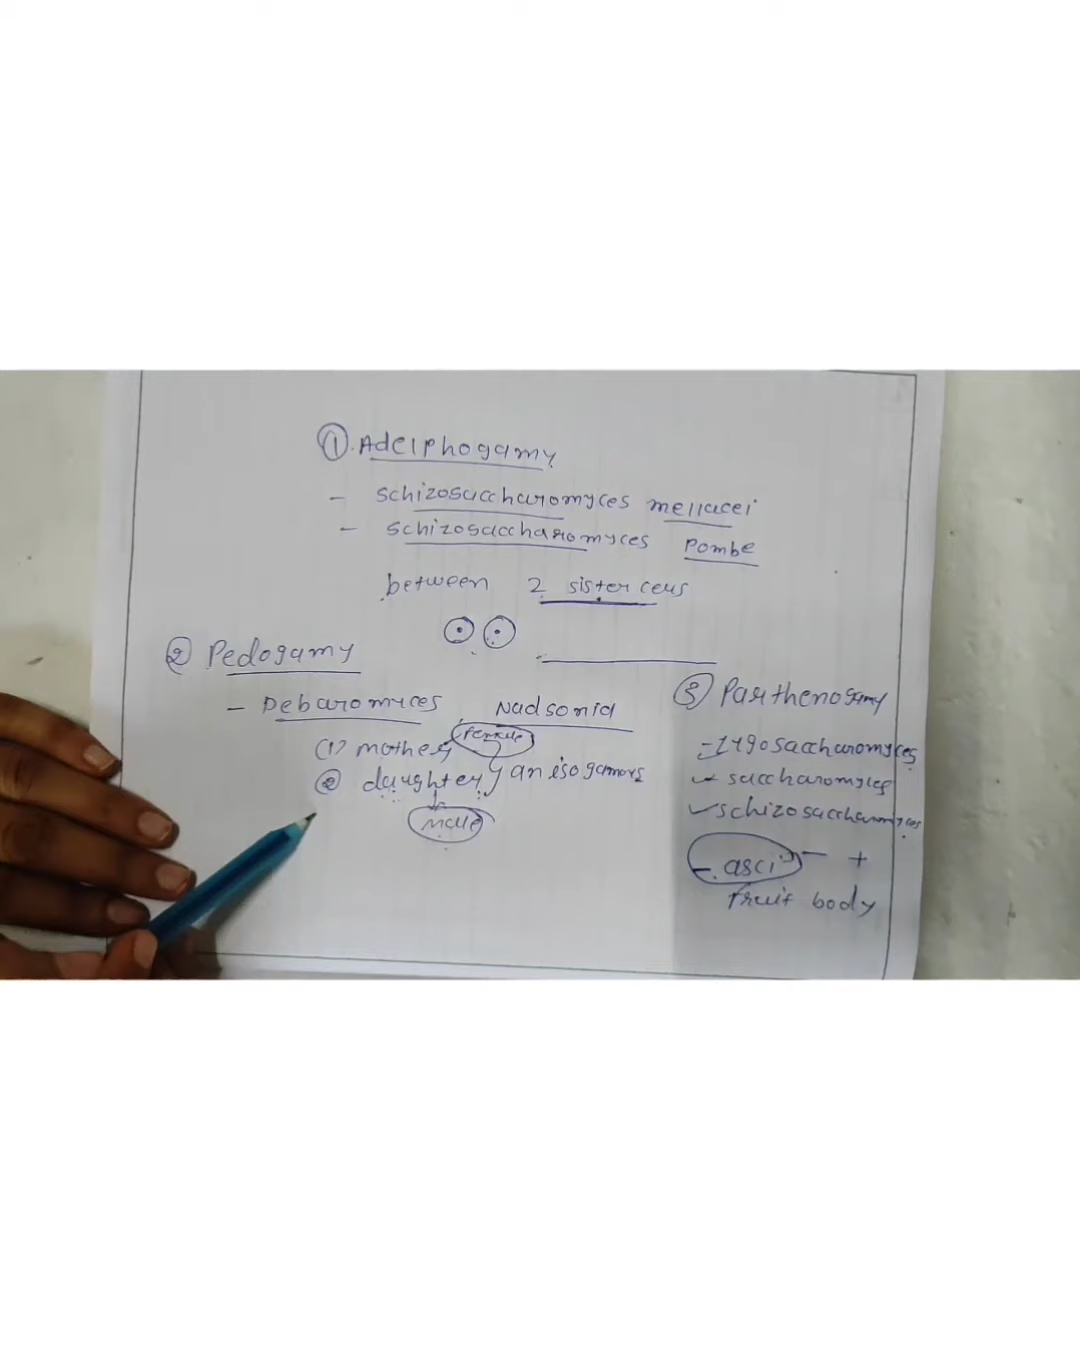 ① Adelphogamy
- schizosaccharomyces mellacei
- schizosaccharomyces Pombe
between 2 sister cells
② Pedogamy
- Debaromyces Nadsonid
(1) mother female
② daughter } anisogamous
male
③ Parthenogamy
- zygosaccharomyces
saccharomyces
schizosaccharomyces
- asci - +
fruit body